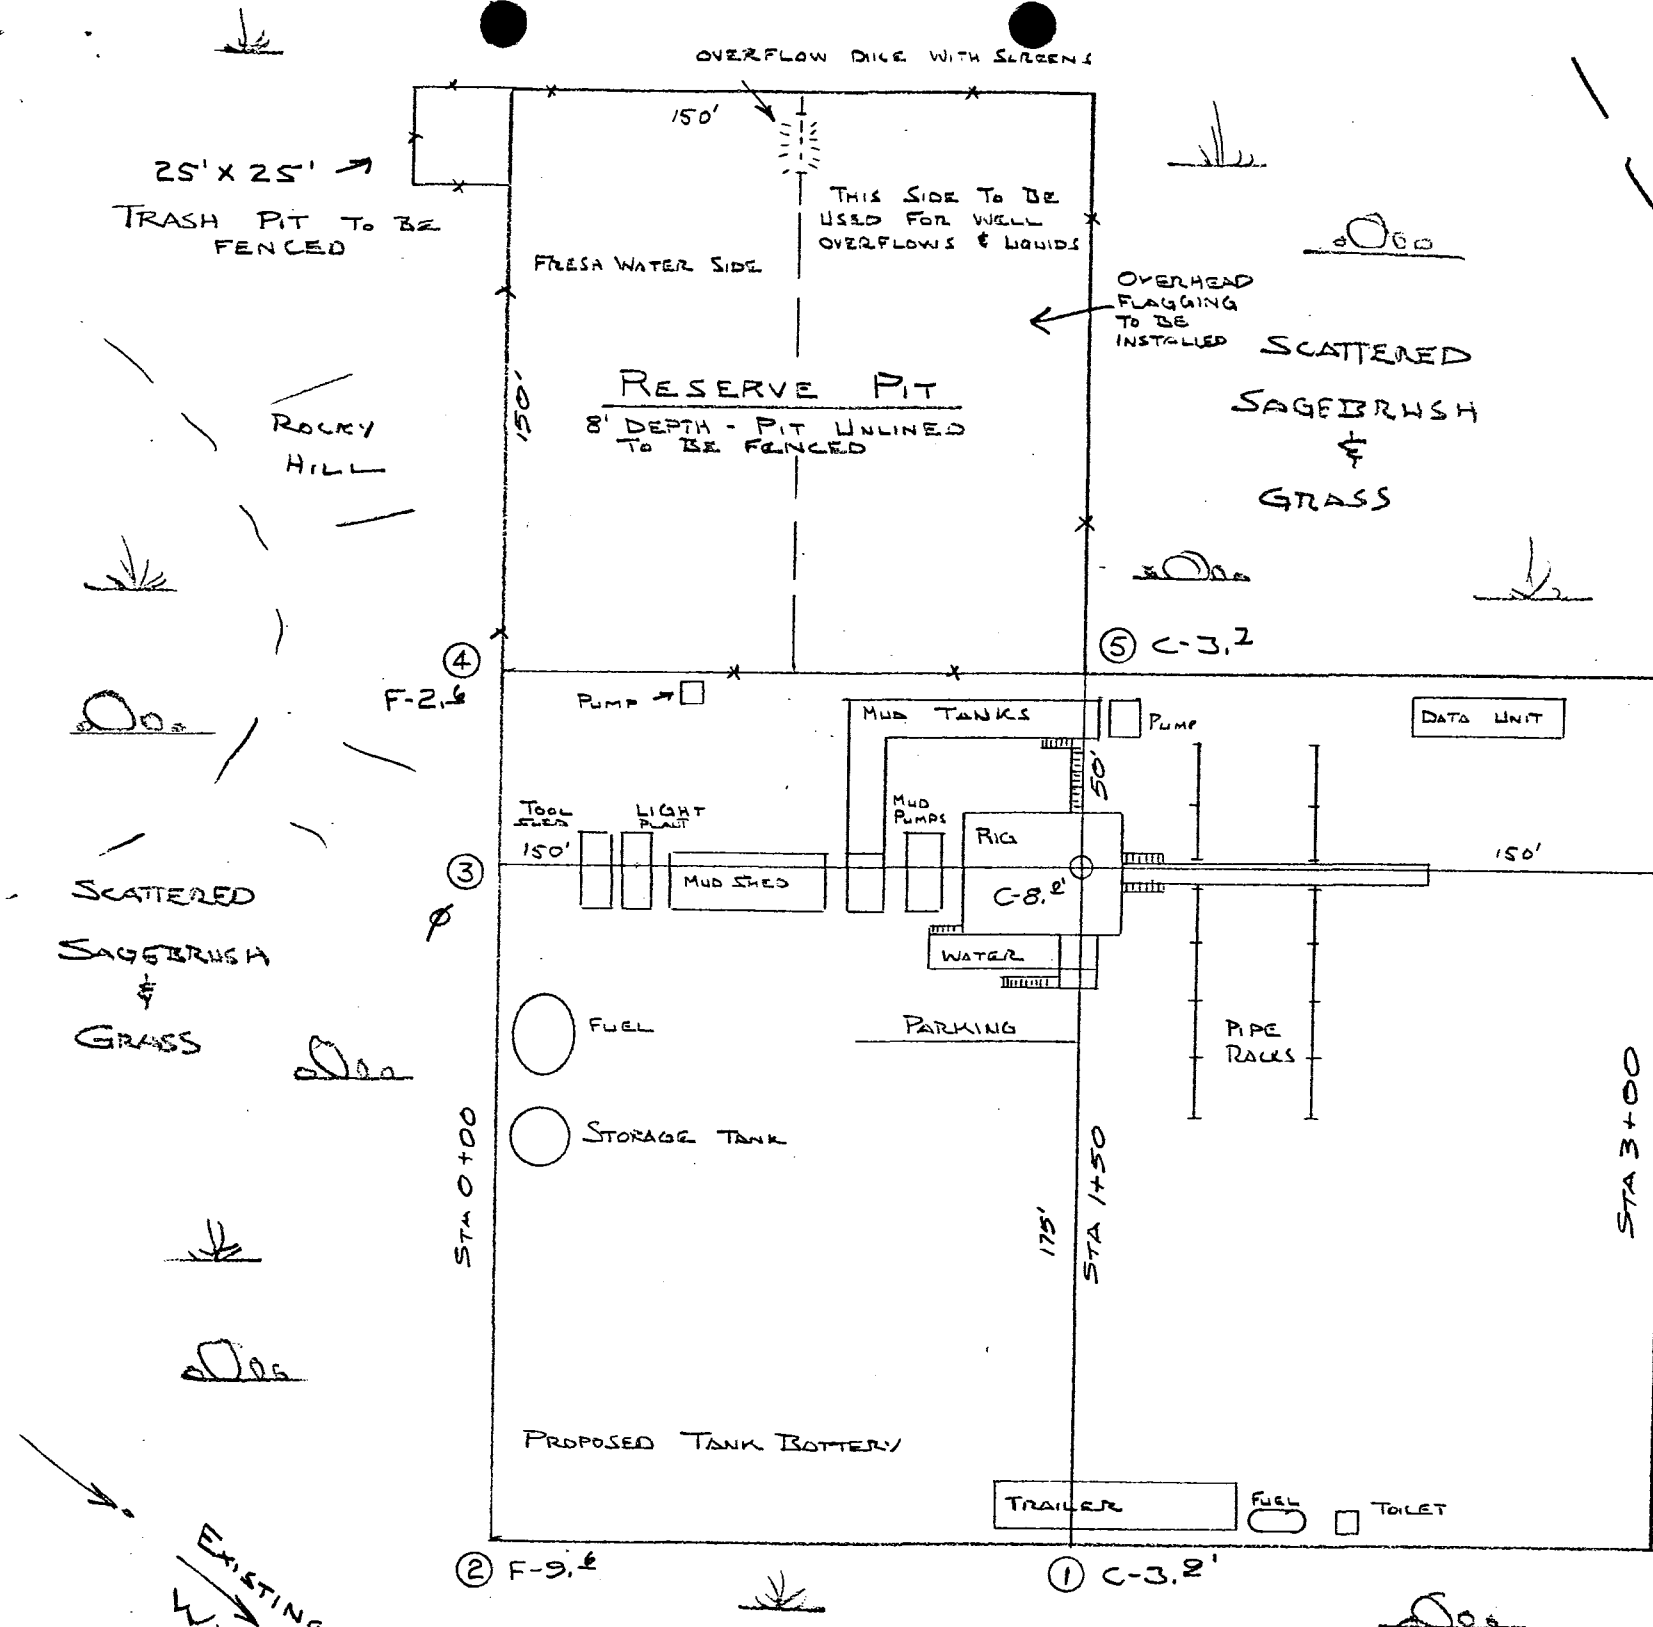 OVERFLOW DIKE WITH SCREENS
150'
25' X 25'
TRASH PIT TO BE
FENCED
THIS SIDE TO BE
USED FOR WELL
OVERFLOWS & LIQUIDS
FRESH WATER SIDE
OVERHEAD
FLAGGING
TO BE
INSTALLED
SCATTERED
SAGEBRUSH
&
GRASS
150'
RESERVE PIT
8' DEPTH - PIT UNLINED
TO BE FENCED
ROCKY
HILL
4
F-2.6
5 C-3.2
PUMP
MUD TANKS
PUMP
DATA UNIT
50'
TOOL
SHED
LIGHT
PLANT
MUD
PUMPS
RIG
3
150'
150'
MUD SHED
C-8.2'
Ø
SCATTERED
SAGEBRUSH
&
GRASS
WATER
FUEL
PARKING
PIPE
RACKS
STORAGE TANK
STA 0+00
175'
STA 1+50
STA 3+00
PROPOSED TANK BATTERY
TRAILER
FUEL
TOILET
2 F-9.6
1 C-3.2'
EXISTING